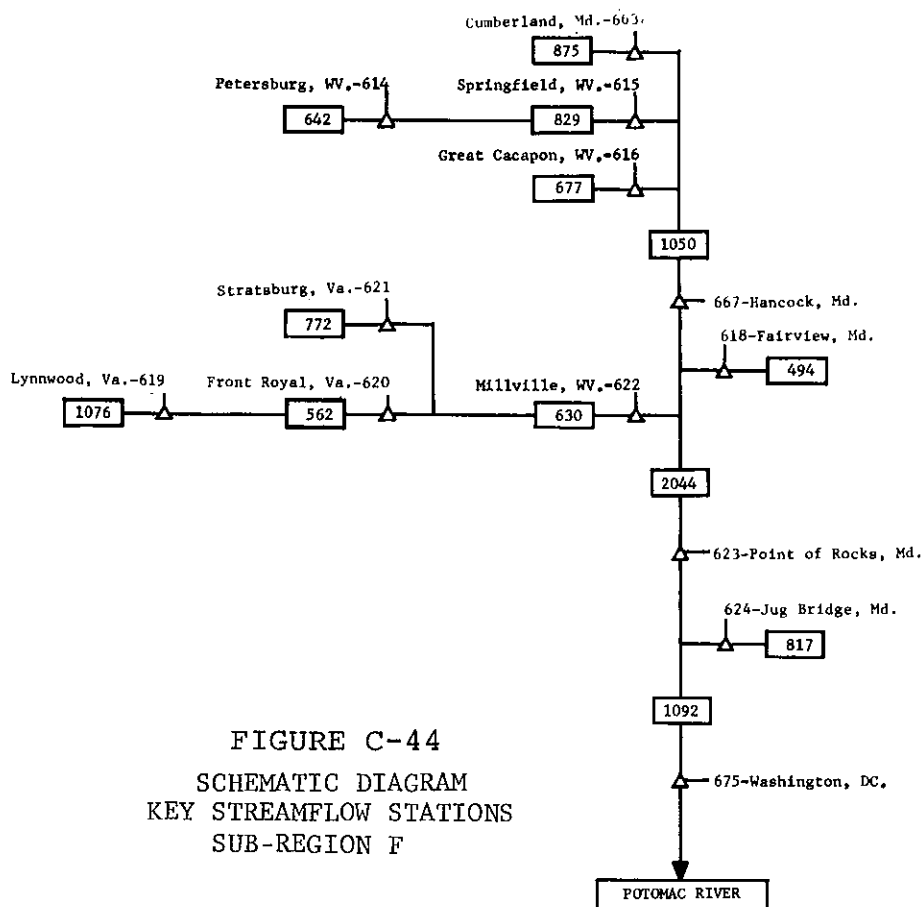 Cumberland, Md.-663
875
Petersburg, WV.-614
Springfield, WV.-615
642
829
Great Cacapon, WV.-616
677
1050
Stratsburg, Va.-621
667-Hancock, Md.
772
618-Fairview, Md.
494
Lynnwood, Va.-619
Front Royal, Va.-620
Millville, WV.-622
1076
562
630
2044
623-Point of Rocks, Md.
624-Jug Bridge, Md.
817
1092
FIGURE C-44
SCHEMATIC DIAGRAM
KEY STREAMFLOW STATIONS
SUB-REGION F
675-Washington, DC.
POTOMAC RIVER